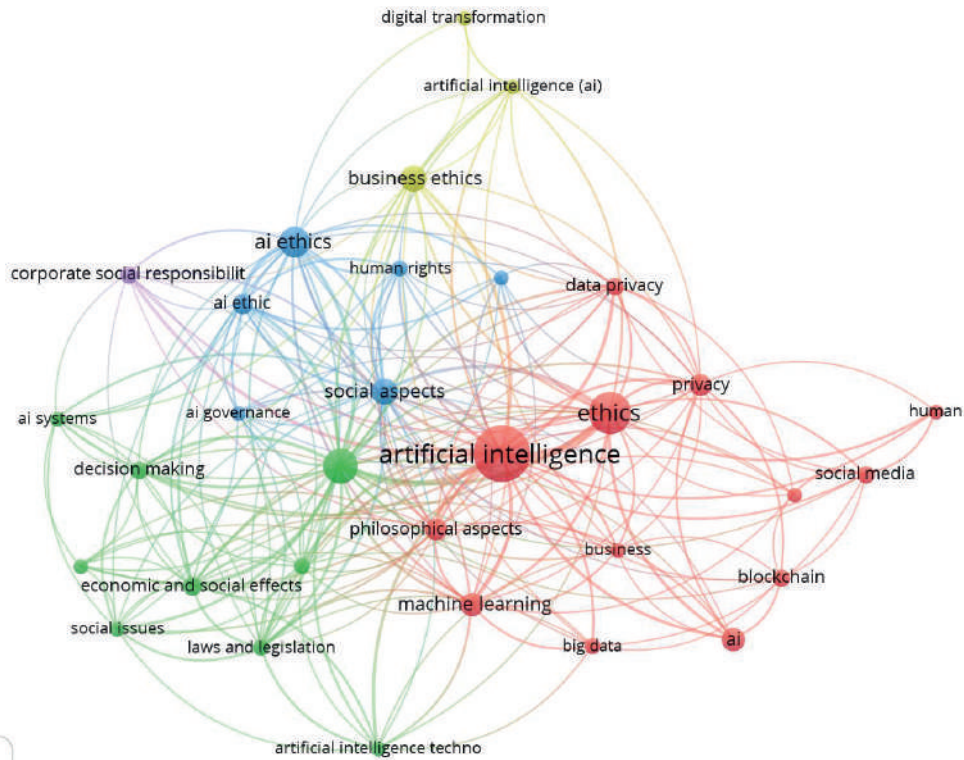 digital transformation
artificial intelligence (ai)
business ethics
ai ethics
human rights
corporate social responsibilit
data privacy
ai ethic
privacy
social aspects
ai governance
ethics
human
ai systems
artificial intelligence
decision making
social media
philosophical aspects
business
blockchain
economic and social effects
machine learning
social issues
laws and legislation
big data
ai
artificial intelligence techno